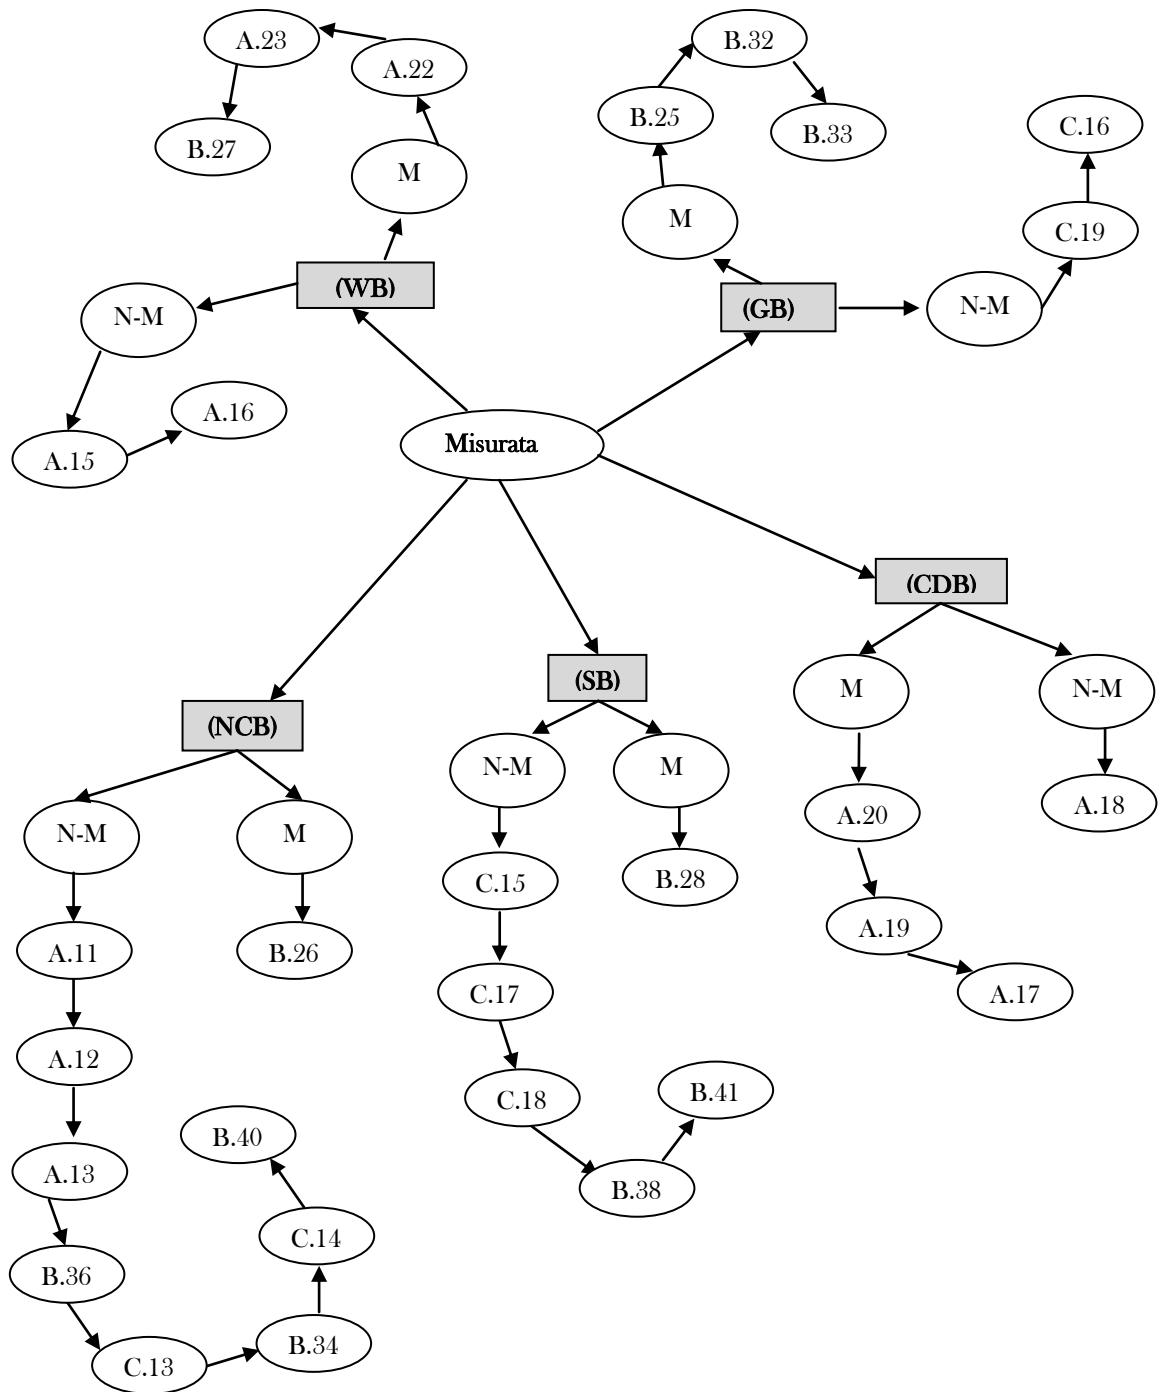 A.23
A.22
B.27
M
(WB)
N-M
A.16
A.15
B.32
B.25
B.33
M
C.16
C.19
(GB)
N-M
Misurata
(CDB)
M
N-M
A.20
A.18
A.19
A.17
(SB)
N-M
M
C.15
B.28
C.17
C.18
B.41
B.38
(NCB)
N-M
M
A.11
B.26
A.12
A.13
B.40
C.14
B.36
B.34
C.13